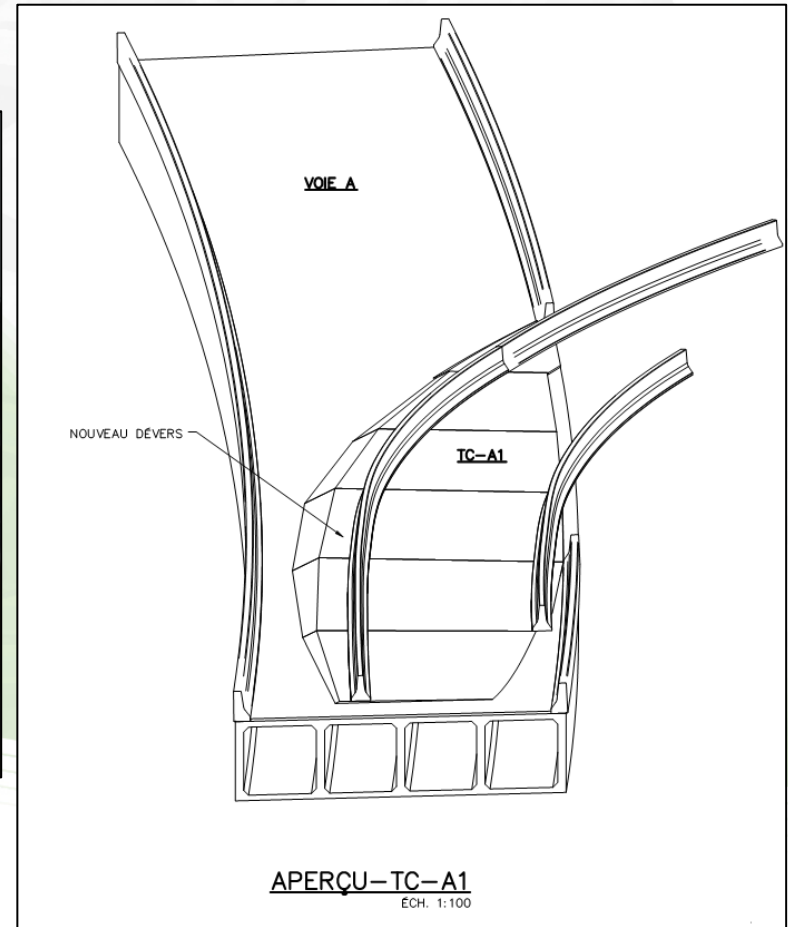 VOIE A
NOUVEAU DÉVERS
TC-A1
APERÇU-TC-A1
ÉCH. 1:100